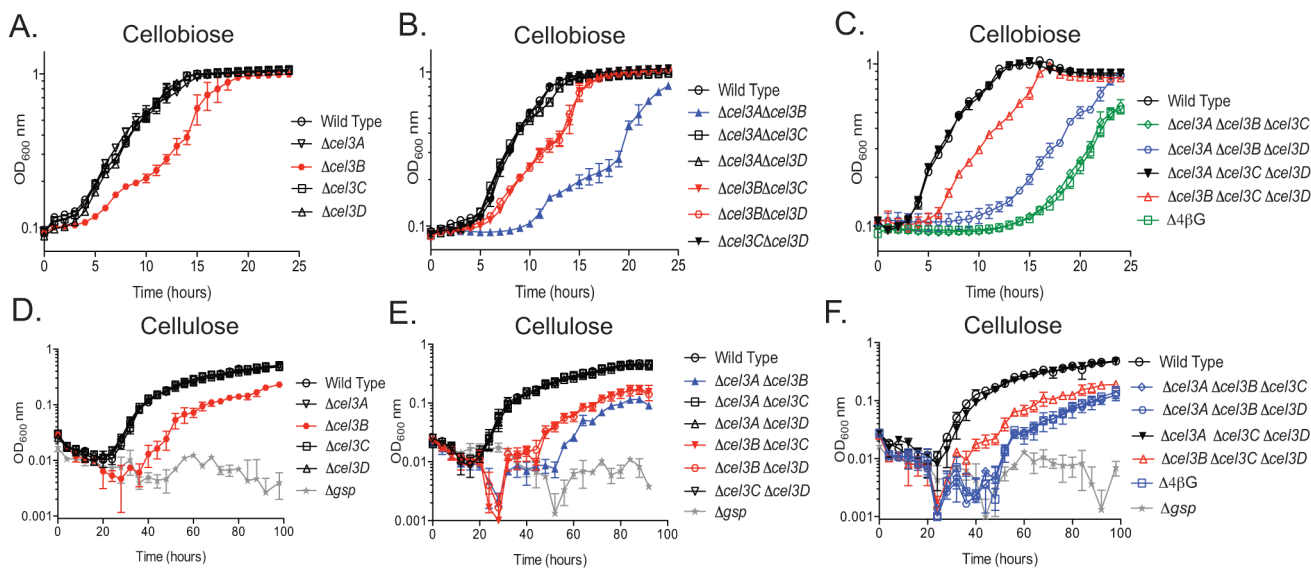 A.
Cellobiose
OD600 nm
1
0.1
0 5 10 15 20 25
Time (hours)
Wild Type
Δcel3A
Δcel3B
Δcel3C
Δcel3D
B.
Cellobiose
OD600 nm
1
0.1
0 5 10 15 20 25
Time (hours)
Wild Type
Δcel3AΔcel3B
Δcel3AΔcel3C
Δcel3AΔcel3D
Δcel3BΔcel3C
Δcel3BΔcel3D
Δcel3CΔcel3D
C.
Cellobiose
OD600 nm
1
0.1
0 5 10 15 20 25
Time (hours)
Wild Type
Δcel3A Δcel3B Δcel3C
Δcel3A Δcel3B Δcel3D
Δcel3A Δcel3C Δcel3D
Δcel3B Δcel3C Δcel3D
Δ4βG
D.
Cellulose
OD600 nm
1
0.1
0.01
0.001
0 20 40 60 80 100
Time (hours)
Wild Type
Δcel3A
Δcel3B
Δcel3C
Δcel3D
Δgsp
E.
Cellulose
OD600 nm
1
0.1
0.01
0.001
0 20 40 60 80 100
Time (hours)
Wild Type
Δcel3A Δcel3B
Δcel3A Δcel3C
Δcel3A Δcel3D
Δcel3B Δcel3C
Δcel3B Δcel3D
Δcel3C Δcel3D
Δgsp
F.
Cellulose
OD600 nm
1
0.1
0.01
0.001
0 20 40 60 80 100
Time (hours)
Wild Type
Δcel3A Δcel3B Δcel3C
Δcel3A Δcel3B Δcel3D
Δcel3A Δcel3C Δcel3D
Δcel3B Δcel3C Δcel3D
Δ4βG
Δgsp